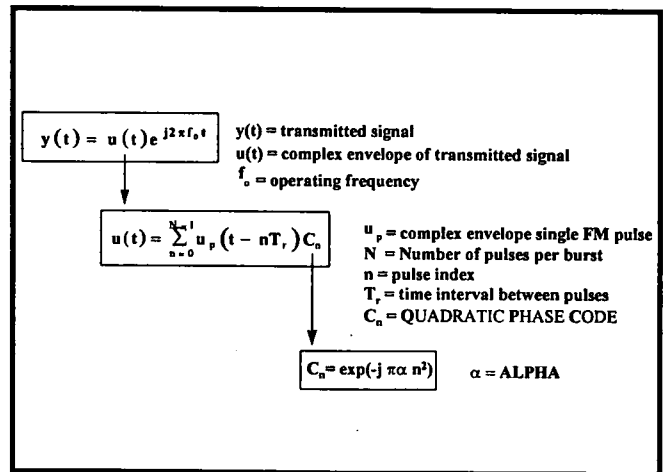 y(t) = u(t)e^{j2πf_o t}
y(t) = transmitted signal
u(t) = complex envelope of transmitted signal
f_o = operating frequency
u(t) = \sum_{n=0}^{N-1} u_p (t - nT_r) C_n
u_p = complex envelope single FM pulse
N = Number of pulses per burst
n = pulse index
T_r = time interval between pulses
C_n = QUADRATIC PHASE CODE
C_n = exp(-j πα n²)
α = ALPHA